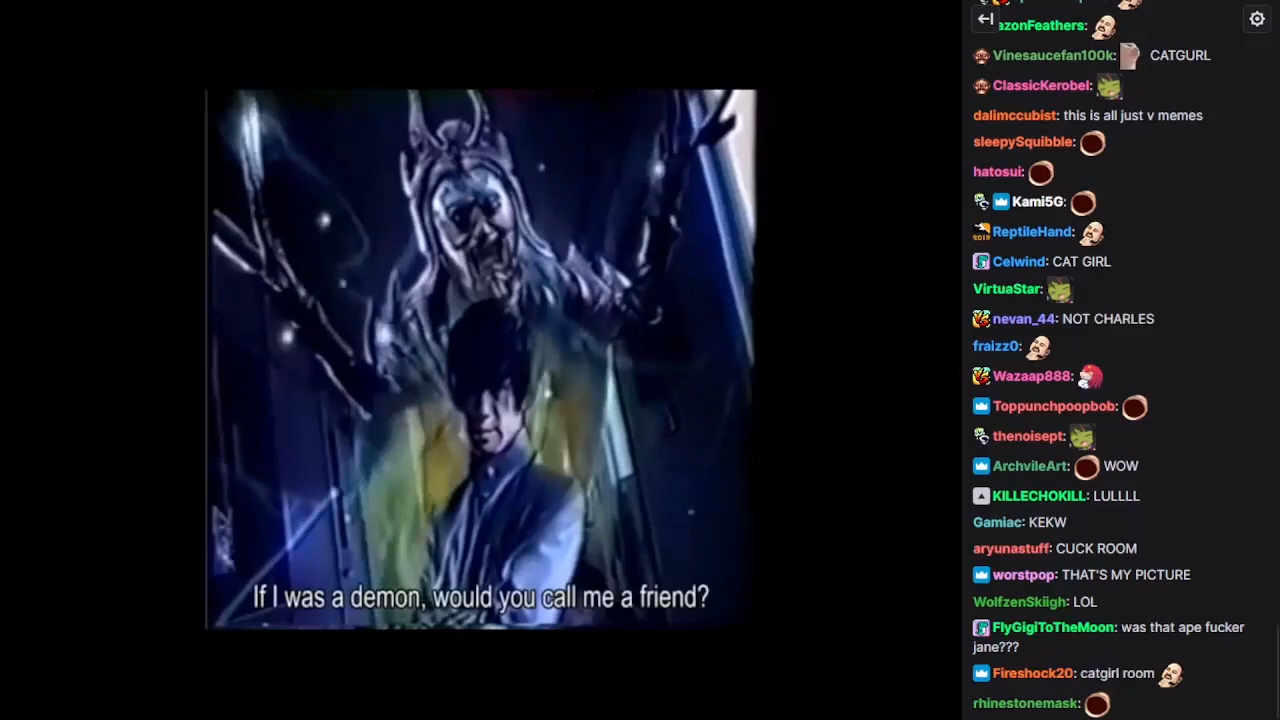 If I was a demon, would you call me a friend?
azonFeathers:
Vinesaucefan100k: CATGURL
ClassicKerobel:
dalimccubist: this is all just v memes
sleepySquibble:
hatosui:
Kami5G:
2018 ReptileHand:
Celwind: CAT GIRL
VirtuaStar:
nevan_44: NOT CHARLES
fraizz0:
Wazaap888:
Toppunchpoopbob:
thenoisept:
ArchvileArt: WOW
KILLECHOKILL: LULLLL
Gamiac: KEKW
aryunastuff: CUCK ROOM
worstpop: THAT'S MY PICTURE
WolfzenSkiigh: LOL
FlyGigiToTheMoon: was that ape fucker
jane???
Fireshock20: catgirl room
rhinestonemask: